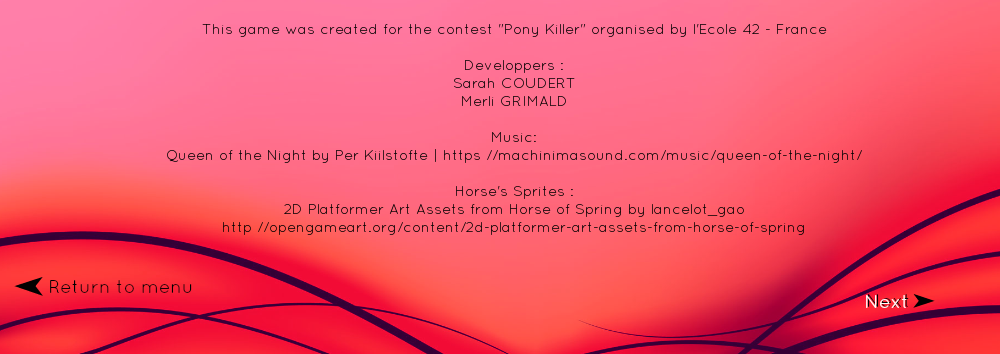 This game was created for the contest "Pony Killer" organised by l'Ecole 42 - France
Developpers :
Sarah COUDERT
Merli GRIMALD
Music:
Queen of the Night by Per Kiilstofte | https //machinimasound.com/music/queen-of-the-night/
Horse's Sprites :
2D Platformer Art Assets from Horse of Spring by lancelot_gao
http //opengameart.org/content/2d-platformer-art-assets-from-horse-of-spring
Return to menu
Next